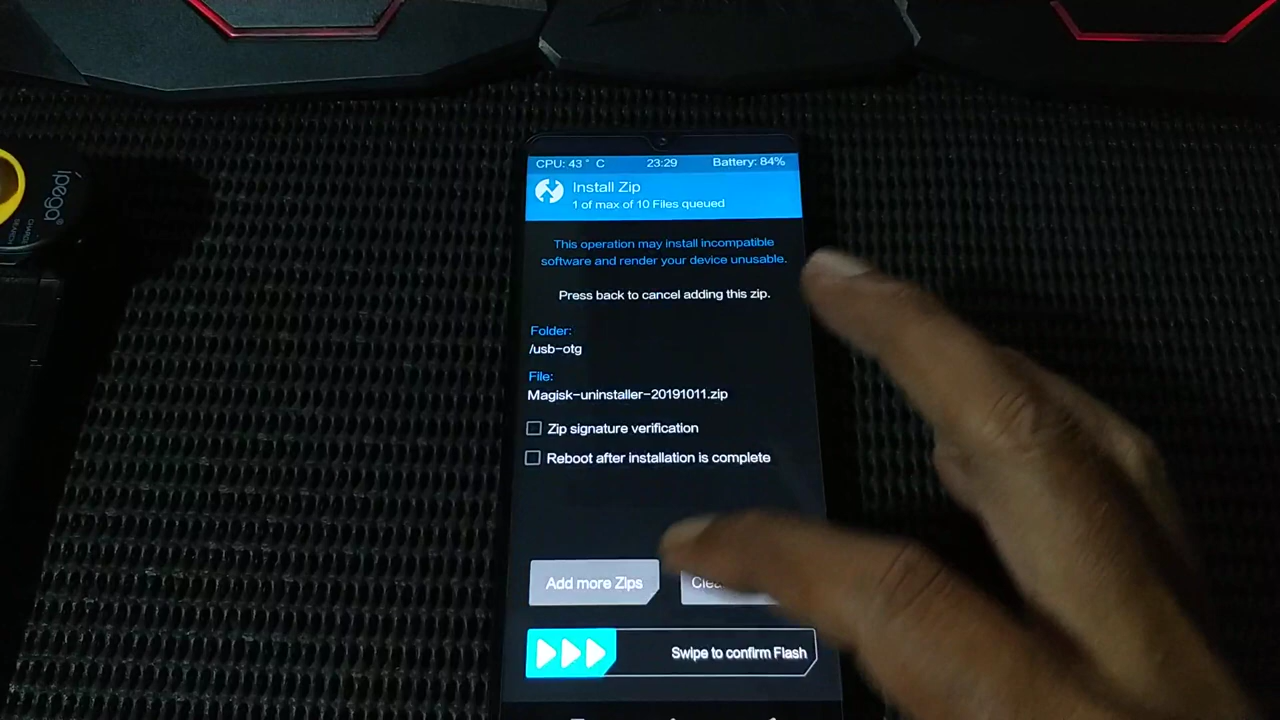 CPU: 43 ° C 23:29 Battery: 84%
Install Zip
1 of max of 10 Files queued
This operation may install incompatible
software and render your device unusable.
Press back to cancel adding this zip.
Folder:
/usb-otg
File:
Magisk-uninstaller-20191011.zip
Zip signature verification
Reboot after installation is complete
Add more Zips
Swipe to confirm Flash
ipega®
SEARCH